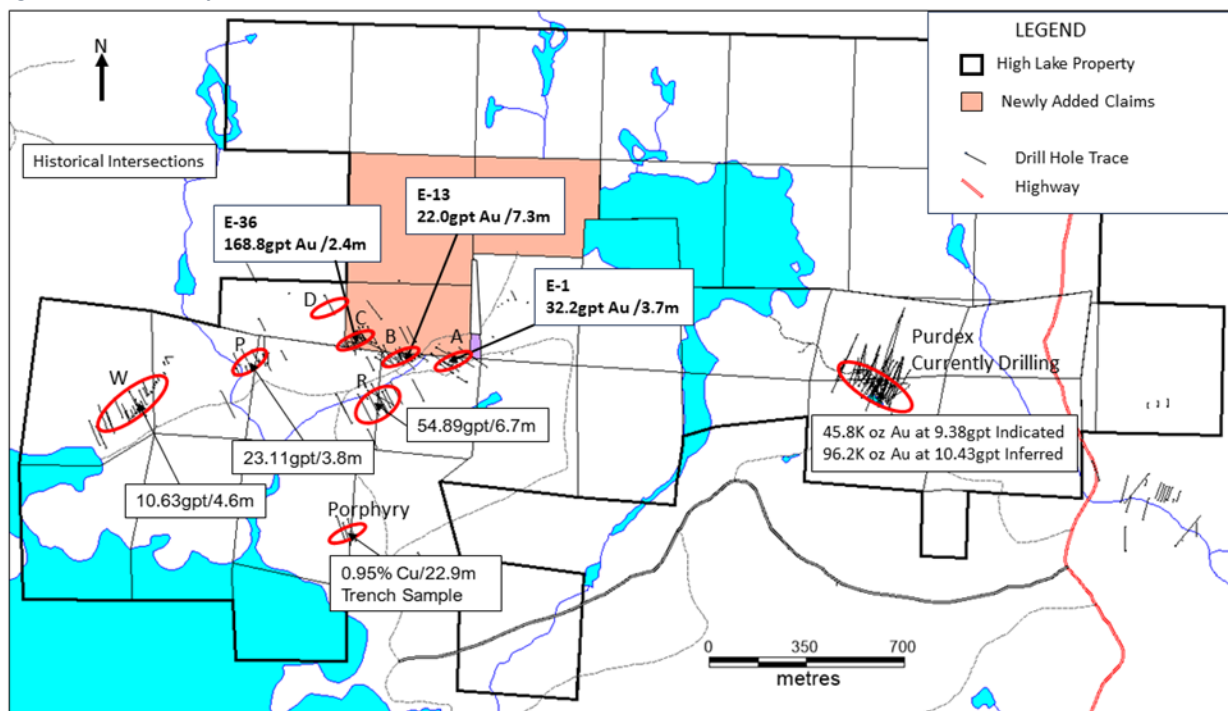 LEGEND
High Lake Property
Newly Added Claims
Drill Hole Trace
Highway
N
Historical Intersections
E-13
22.0gpt Au /7.3m
E-36
168.8gpt Au /2.4m
E-1
32.2gpt Au /3.7m
D
C
B
A
P
W
R
Purdex
Currently Drilling
54.89gpt/6.7m
45.8K oz Au at 9.38gpt Indicated
96.2K oz Au at 10.43gpt Inferred
23.11gpt/3.8m
10.63gpt/4.6m
Porphyry
0.95% Cu/22.9m
Trench Sample
0 350 700
metres